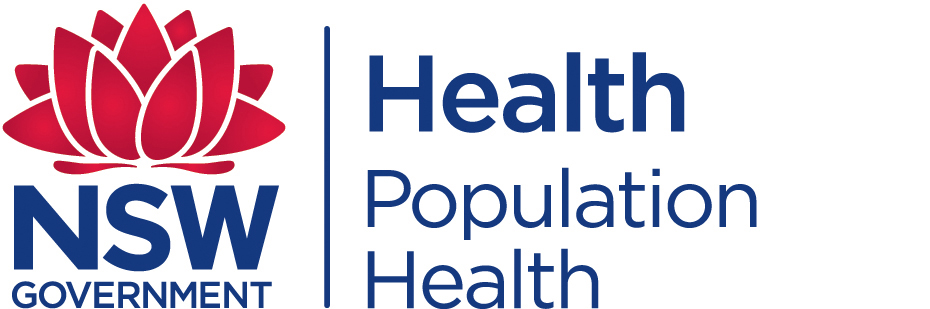 NSW
GOVERNMENT
Health
Population
Health